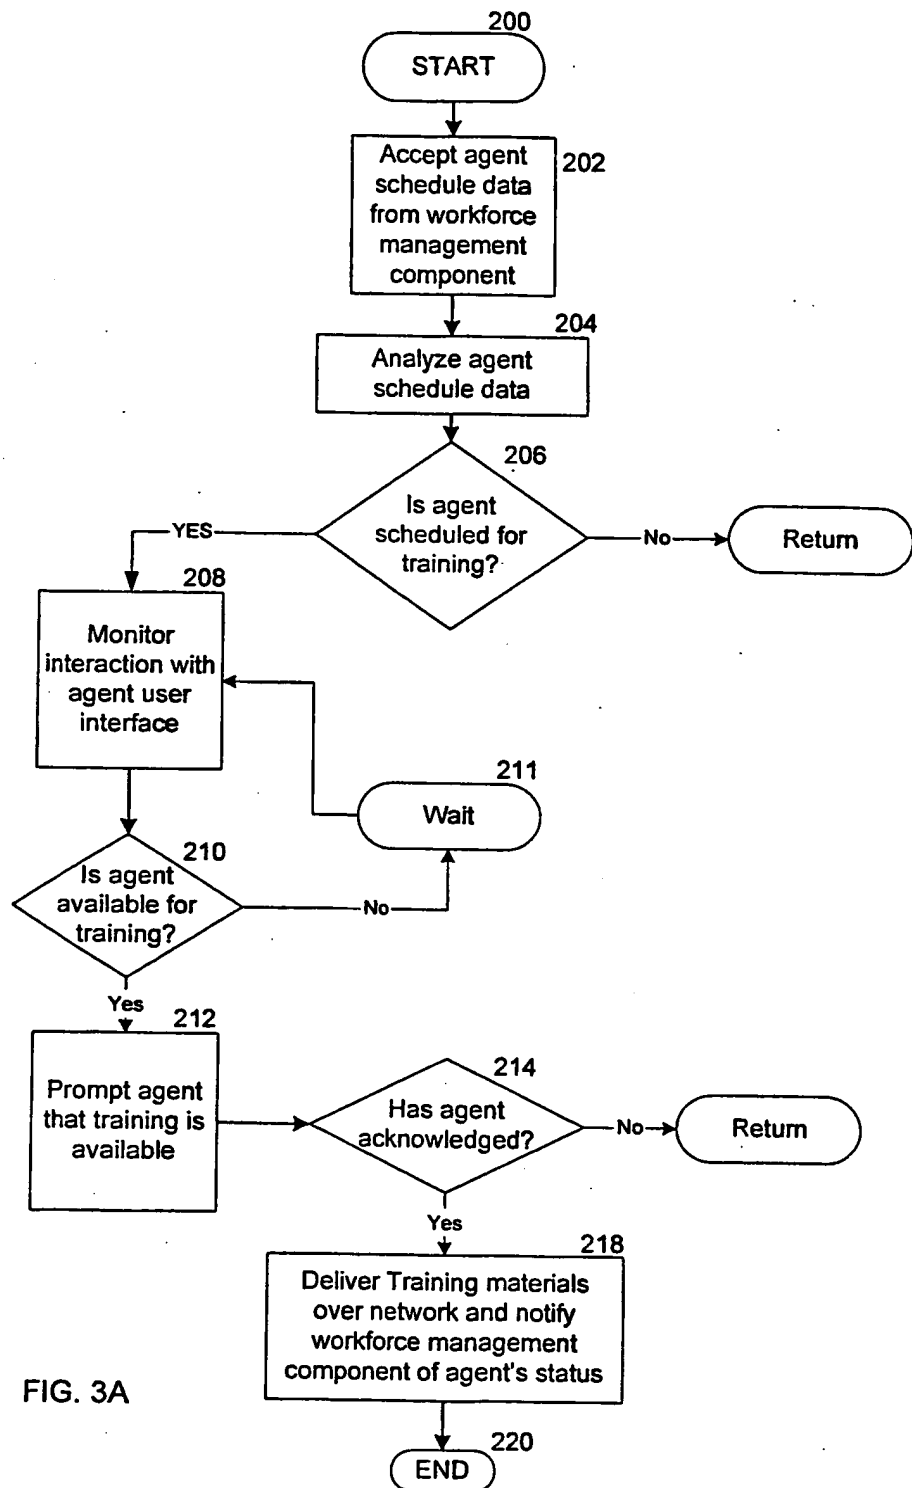 200
START
Accept agent
schedule data
from workforce
management
component
202
204
Analyze agent
schedule data
206
Is agent
scheduled for
training?
YES
No
Return
208
Monitor
interaction with
agent user
interface
211
Wait
210
Is agent
available for
training?
No
Yes
212
Prompt agent
that training is
available
214
Has agent
acknowledged?
No
Return
Yes
218
Deliver Training materials
over network and notify
workforce management
component of agent's status
FIG. 3A
220
END